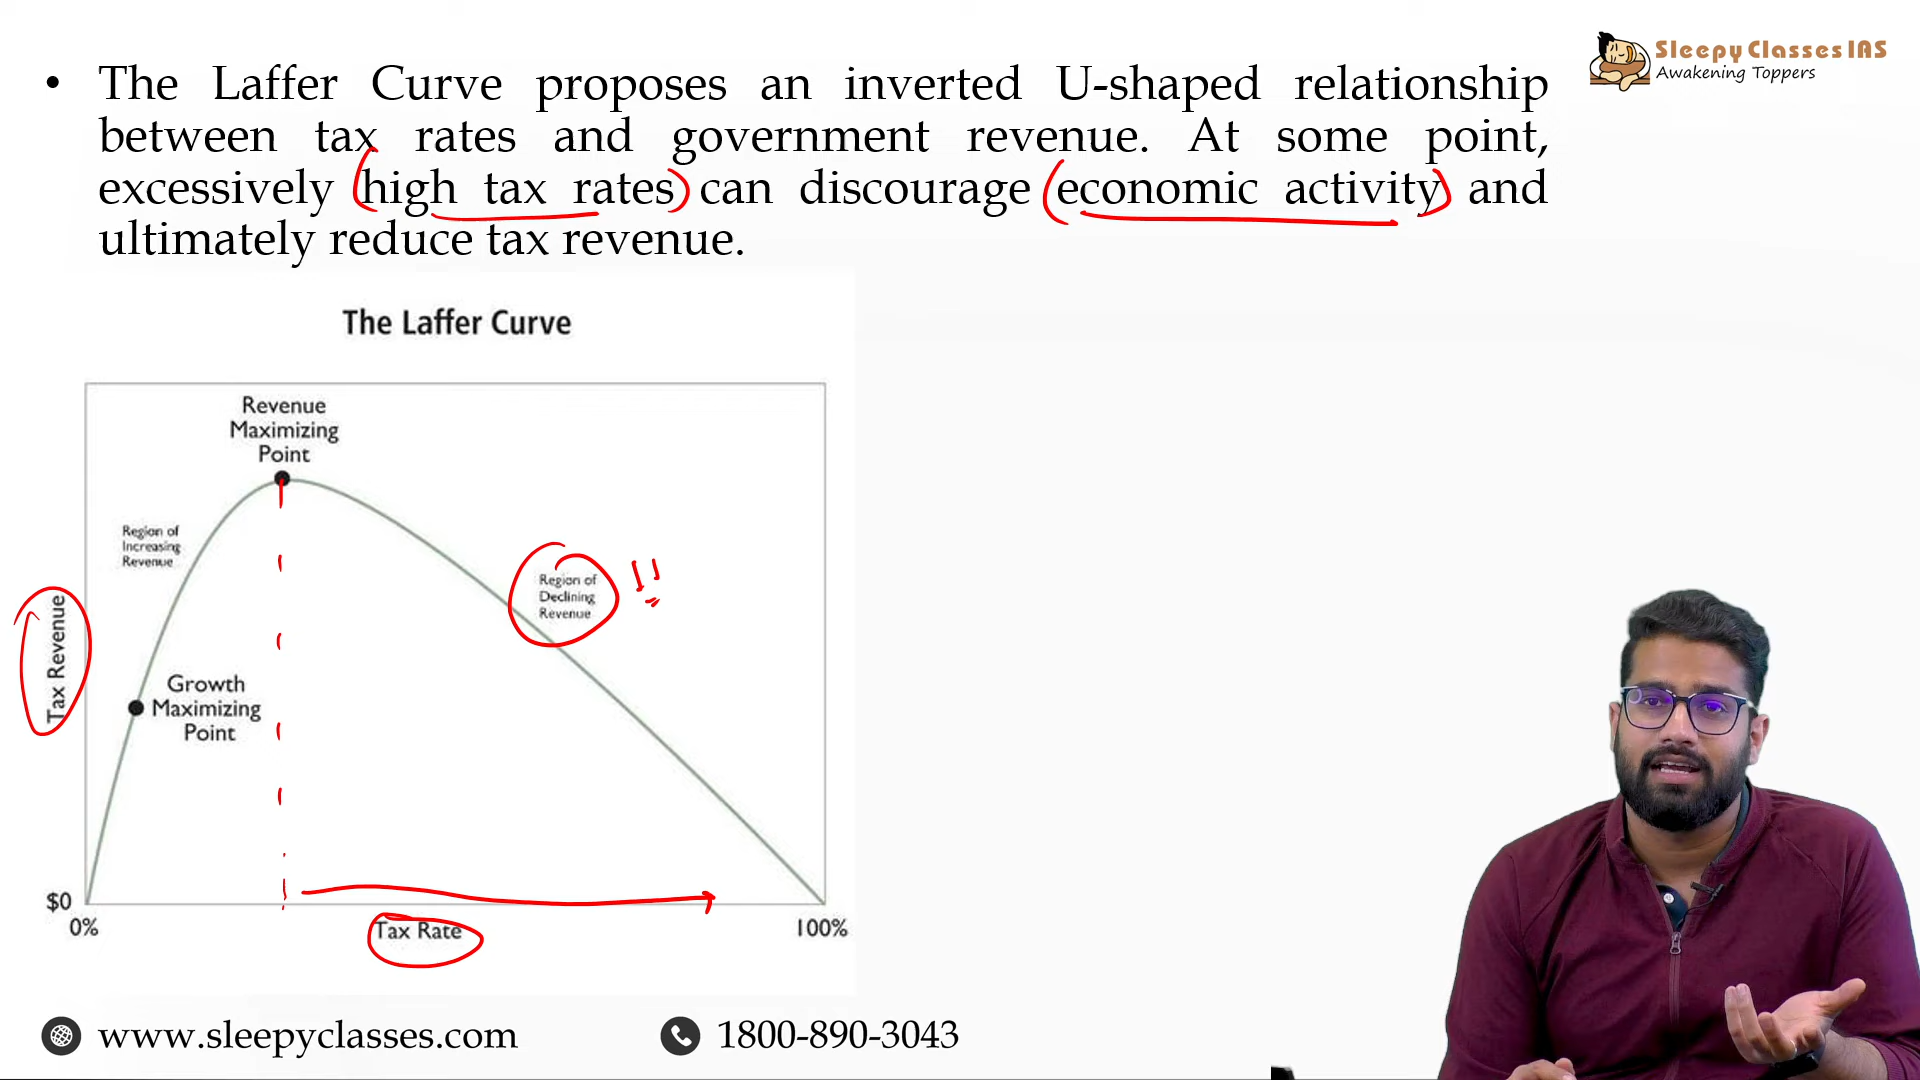 Sleepy Classes IAS
Awakening Toppers
• The Laffer Curve proposes an inverted U-shaped relationship
between tax rates and government revenue. At some point,
excessively high tax rates can discourage economic activity and
ultimately reduce tax revenue.
The Laffer Curve
Revenue
Maximizing
Point
Region of
Increasing
Revenue
Region of
Declining
Revenue
!!
Tax Revenue
Growth
Maximizing
Point
$0
0%
Tax Rate
100%
www.sleepyclasses.com
1800-890-3043